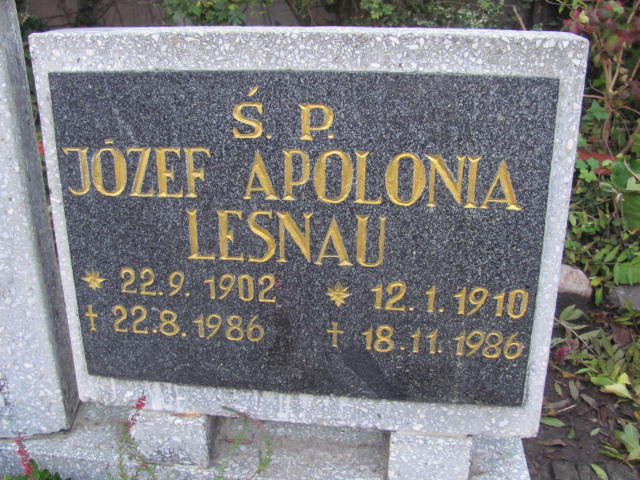 Ś. P.
JÓZEF APOLONIA
LESNAU
* 22.9. 1902 * 12.1.1910
+ 22.8.1986 + 18.11.1986